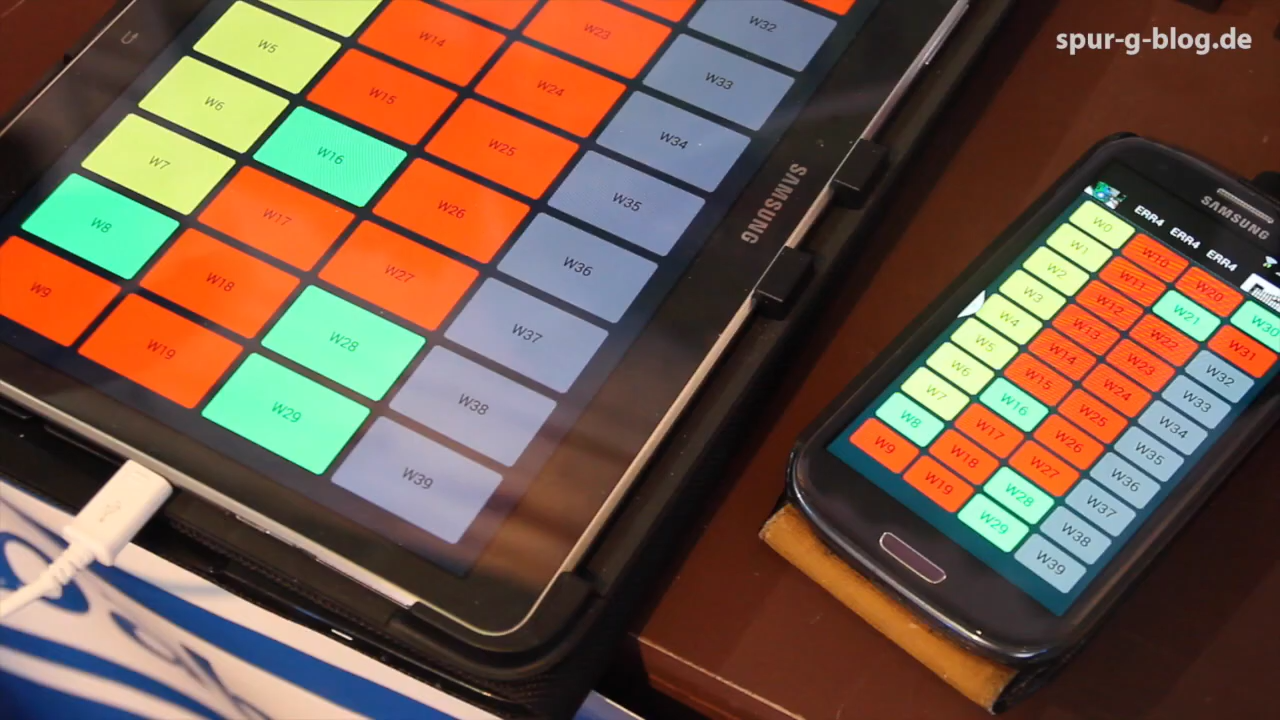 spur-g-blog.de
W5
W6
W7
W8
W9
W14
W15
W16
W17
W18
W19
W23
W24
W25
W26
W27
W28
W29
W32
W33
W34
W35
W36
W37
W38
W39
SAMSUNG
SAMSUNG
ERR4 ERR4 ERR4
W0
W1
W2
W3
W4
W5
W6
W7
W8
W9
W10
W11
W12
W13
W14
W15
W16
W17
W18
W19
W20
W21
W22
W23
W24
W25
W26
W27
W28
W29
W30
W31
W32
W33
W34
W35
W36
W37
W38
W39